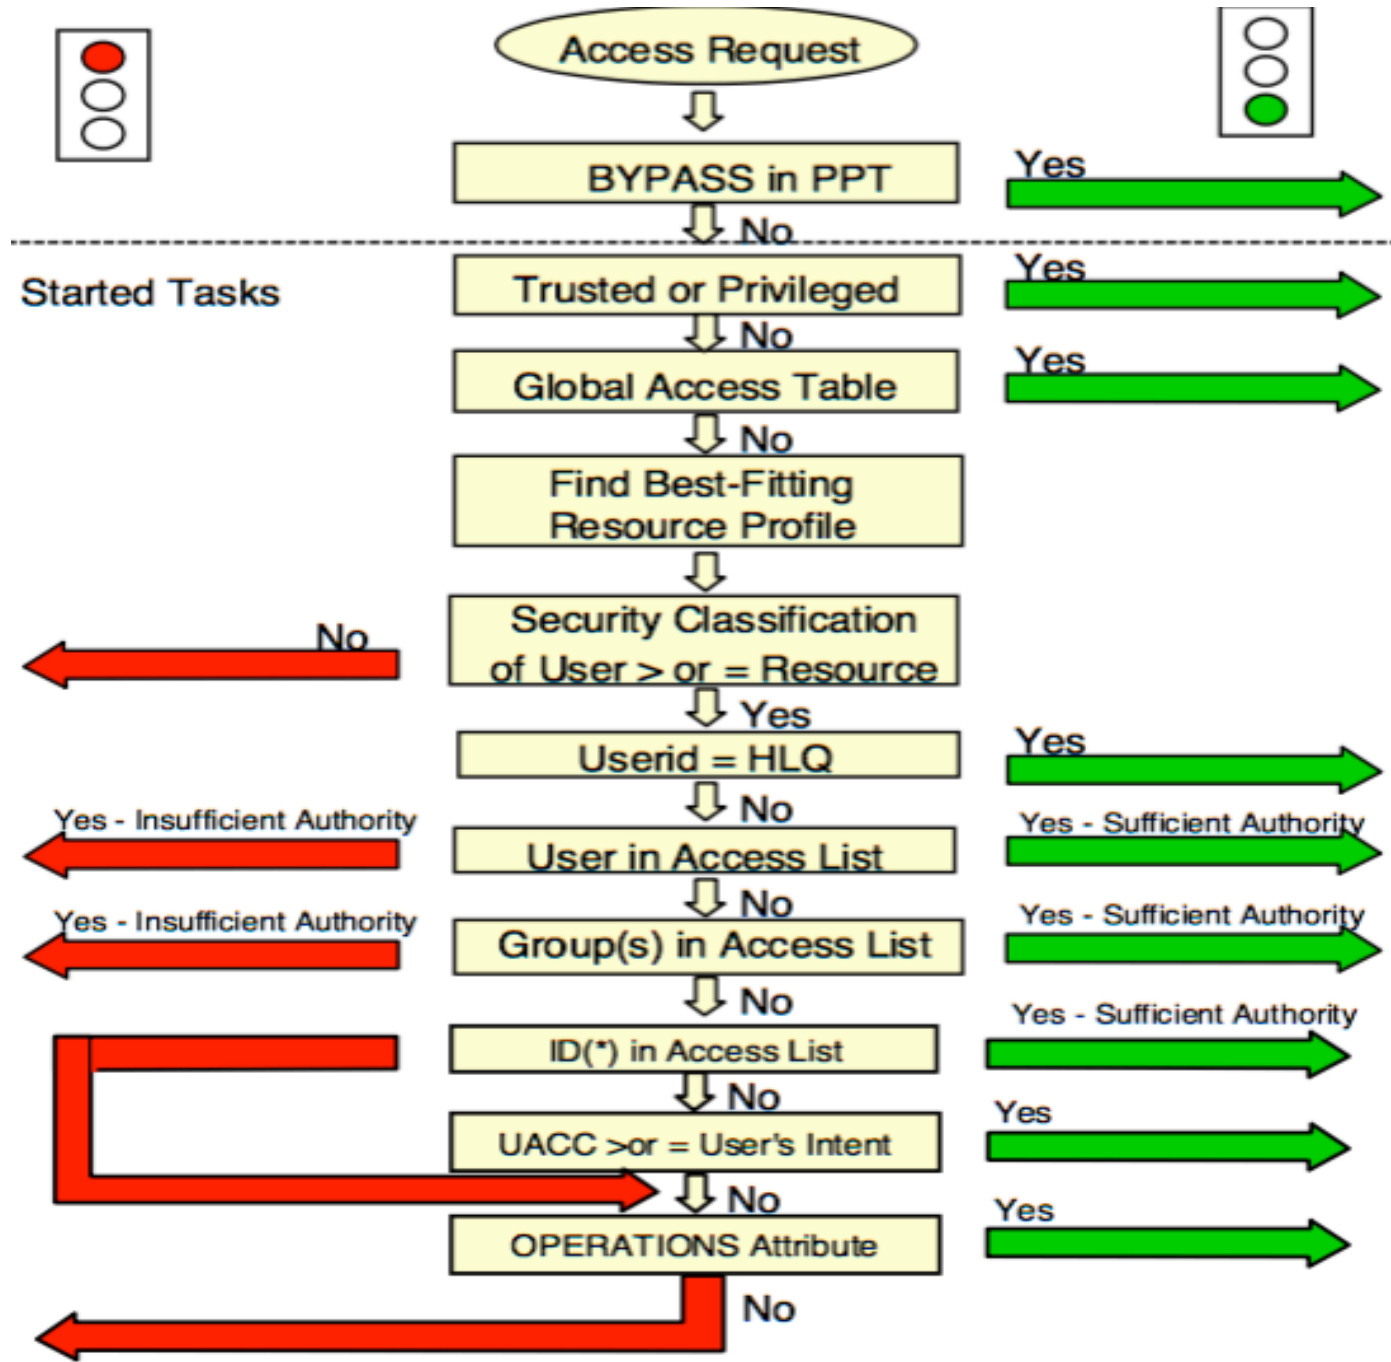 Access Request
BYPASS in PPT
Yes
No
Started Tasks
Trusted or Privileged
Yes
No
Global Access Table
Yes
No
Find Best-Fitting
Resource Profile
Security Classification
of User > or = Resource
No
Yes
Userid = HLQ
Yes
No
Yes - Insufficient Authority
User in Access List
Yes - Sufficient Authority
No
Yes - Insufficient Authority
Group(s) in Access List
Yes - Sufficient Authority
No
ID(*) in Access List
Yes - Sufficient Authority
No
UACC >or = User's Intent
Yes
No
OPERATIONS Attribute
Yes
No